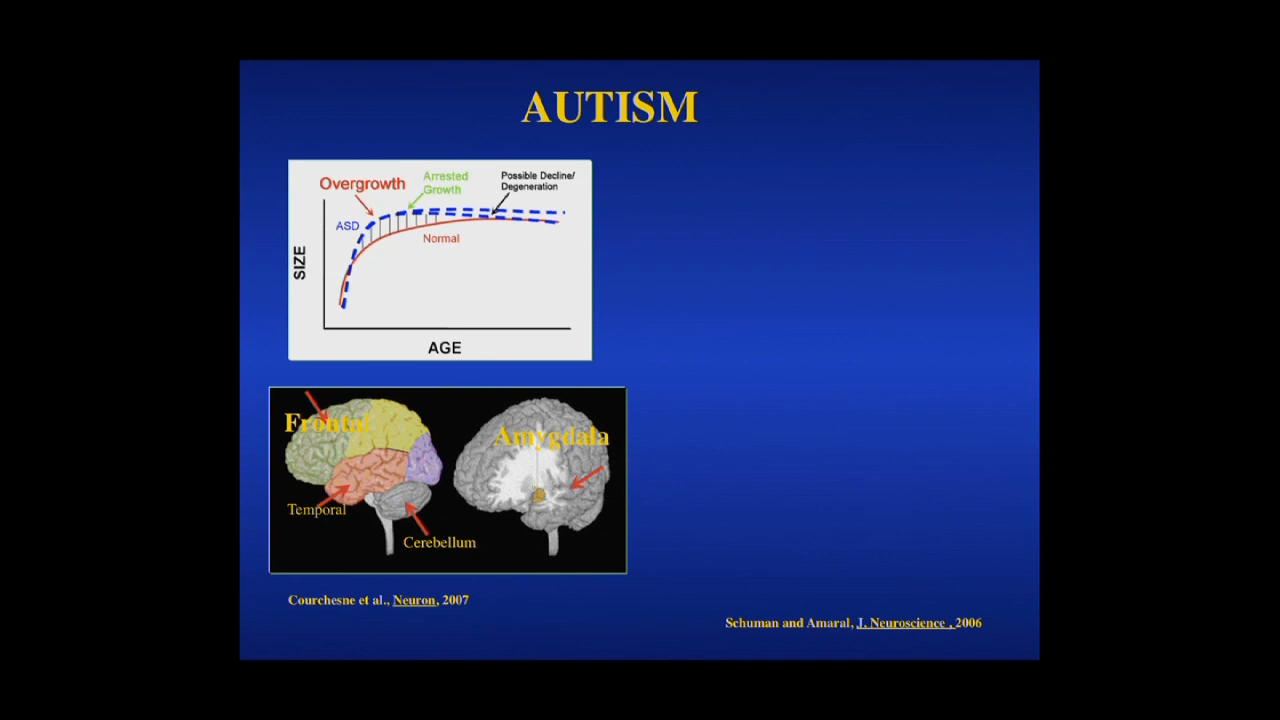 AUTISM
Overgrowth
Arrested
Growth
Possible Decline/
Degeneration
ASD
Normal
SIZE
AGE
Frontal
Amygdala
Temporal
Cerebellum
Courchesne et al., Neuron, 2007
Schuman and Amaral, J. Neuroscience , 2006